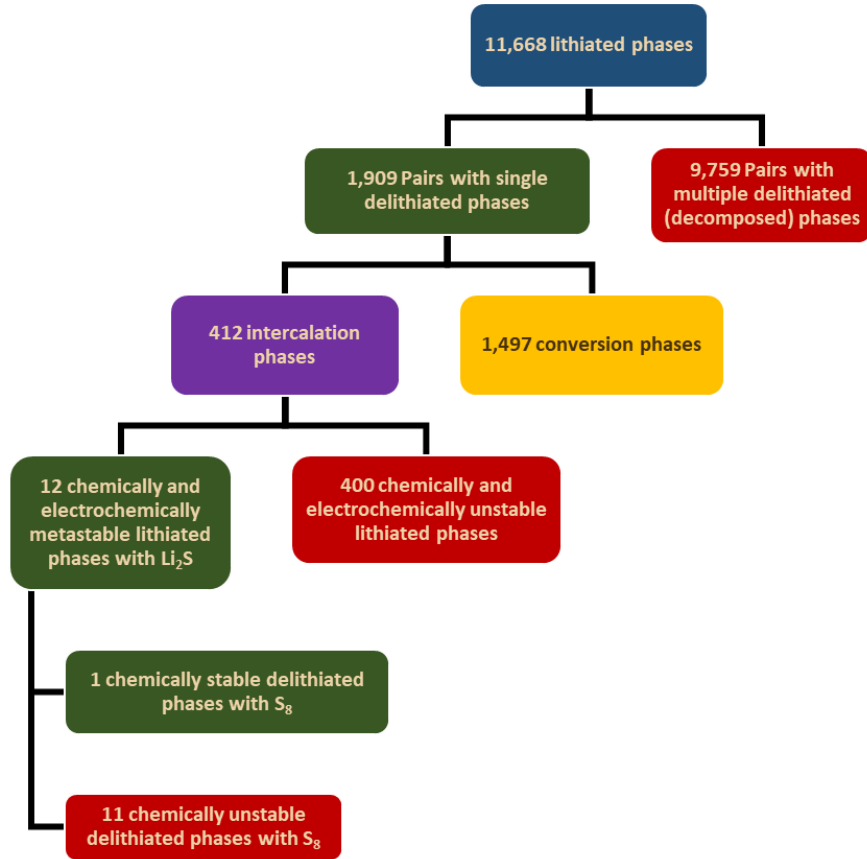 11,668 lithiated phases
1,909 Pairs with single
delithiated phases
9,759 Pairs with
multiple delithiated
(decomposed) phases
412 intercalation
phases
1,497 conversion phases
12 chemically and
electrochemically
metastable lithiated
phases with Li₂S
400 chemically and
electrochemically unstable
lithiated phases
1 chemically stable delithiated
phases with S₈
11 chemically unstable
delithiated phases with S₈